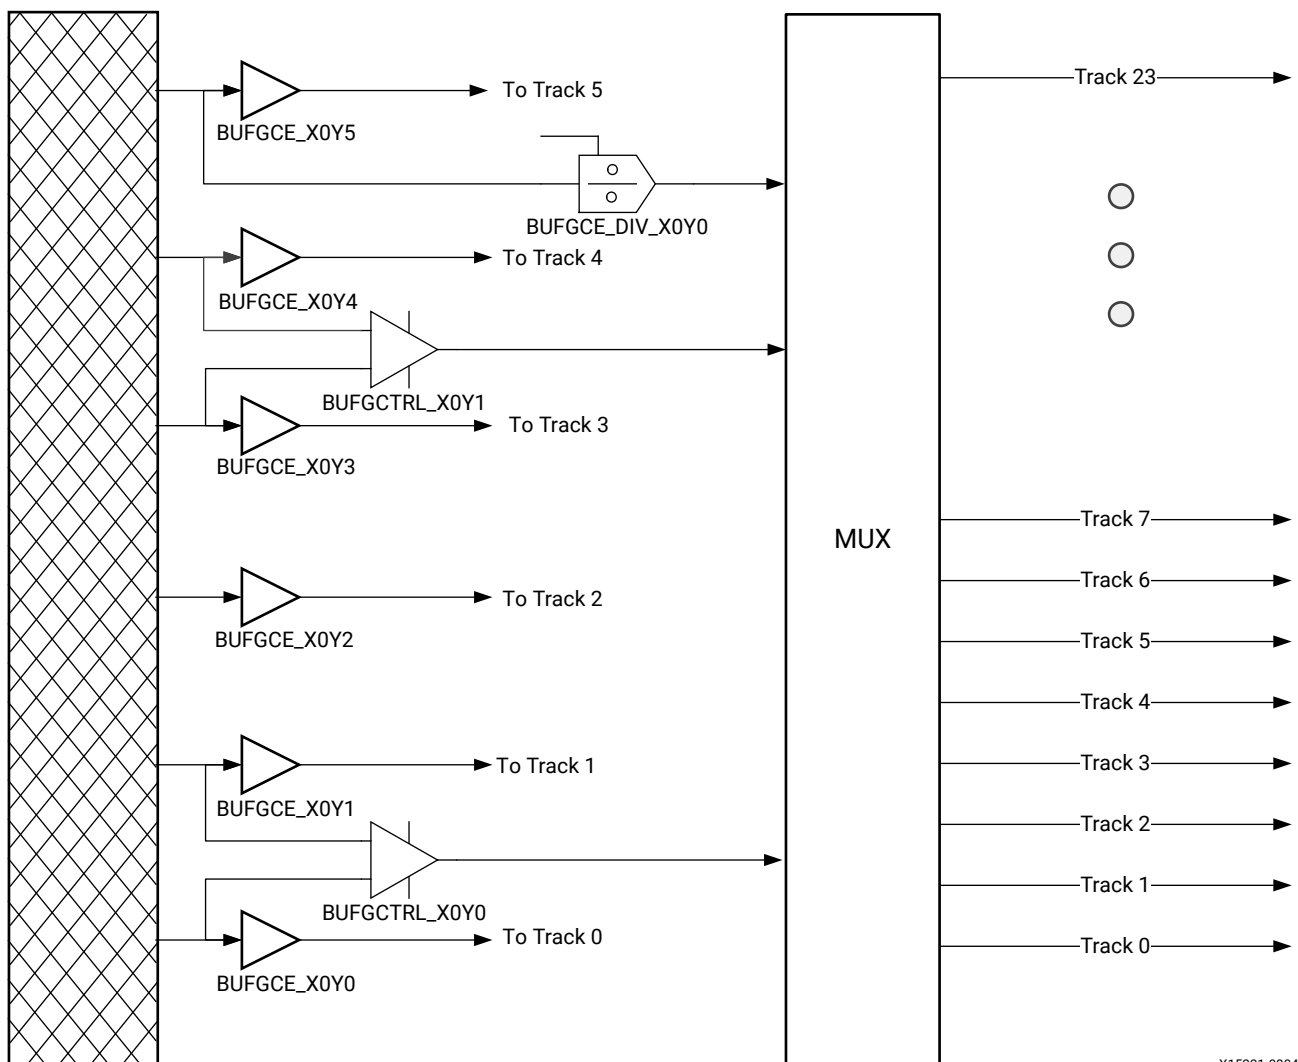 Track 23
To Track 5
BUFGCE_X0Y5
BUFGCE_DIV_X0Y0
To Track 4
BUFGCE_X0Y4
BUFGCTRL_X0Y1
To Track 3
BUFGCE_X0Y3
Track 7
MUX
Track 6
To Track 2
BUFGCE_X0Y2
Track 5
Track 4
To Track 1
Track 3
BUFGCE_X0Y1
Track 2
Track 1
BUFGCTRL_X0Y0
To Track 0
Track 0
BUFGCE_X0Y0